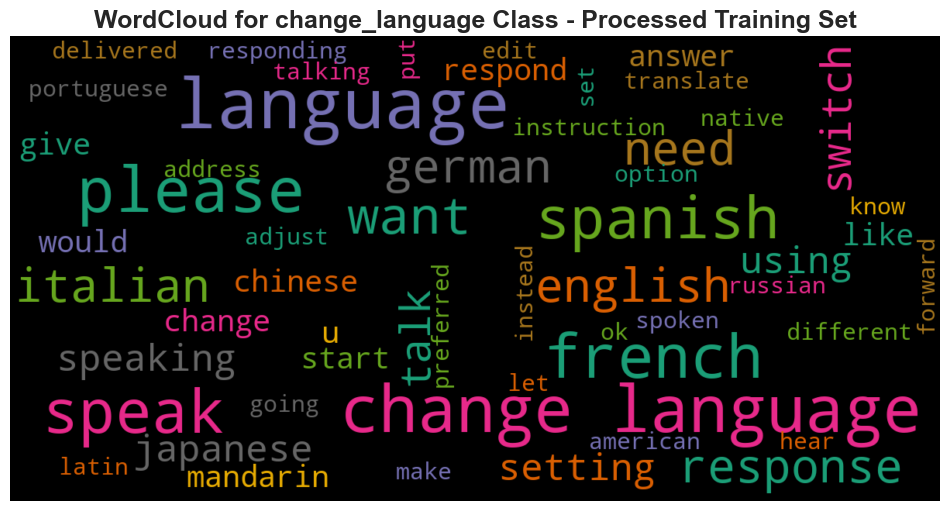 WordCloud for change_language Class - Processed Training Set
delivered
responding
put
edit
answer
switch
talking
respond
set
translate
portuguese
language
instruction
native
give
need
german
address
option
please
want
spanish
know
would
adjust
like
using
forward
italian
chinese
preferred
instead
english
russian
change
u
talk
ok
spoken
different
speaking
start
french
let
speak
going
change language
japanese
american
hear
latin
mandarin
make
setting
response